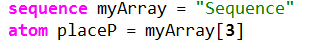 sequence myArray = "Sequence"
atom placeP = myArray[3]